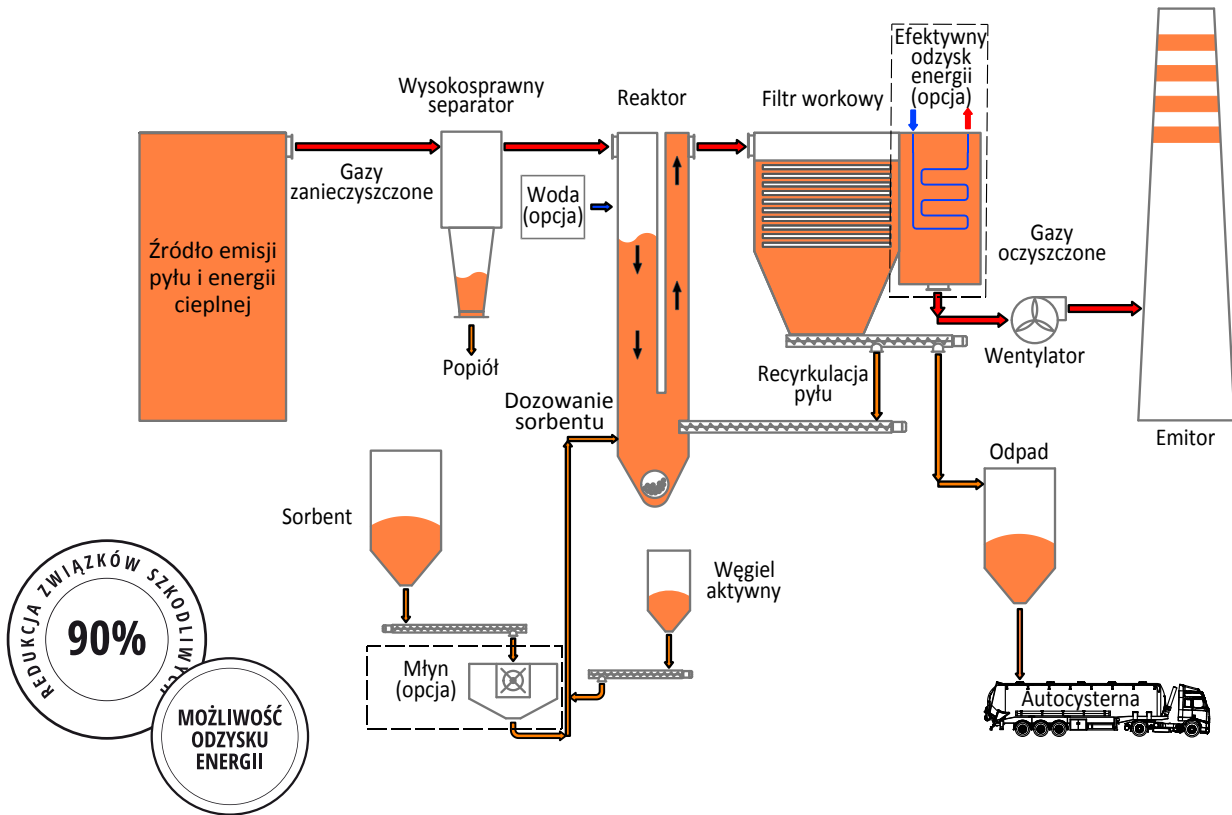 Efektywny
odzysk
energii
(opcja)
Wysokosprawny
separator
Reaktor
Filtr workowy
Gazy
zanieczyszczone
Woda
(opcja)
Źródło emisji
pyłu i energii
cieplnej
Gazy
oczyszczone
Popiół
Wentylator
Recyrkulacja
pyłu
Dozowanie
sorbentu
Emitor
Odpad
Sorbent
Węgiel
aktywny
Młyn
(opcja)
Autocysterna
REDUKCJA ZWIĄZKÓW SZKODLIWYCH
90%
MOŻLIWOŚĆ
ODZYSKU
ENERGII